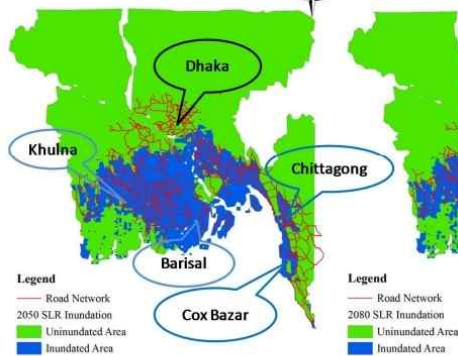 Dhaka
Khulna
Chittagong
Barisal
Cox Bazar
Legend
Road Network
2050 SLR Inundation
Uninundated Area
Inundated Area
Legend
Road Network
2080 SLR Inundation
Uninundated Area
Inundated Area